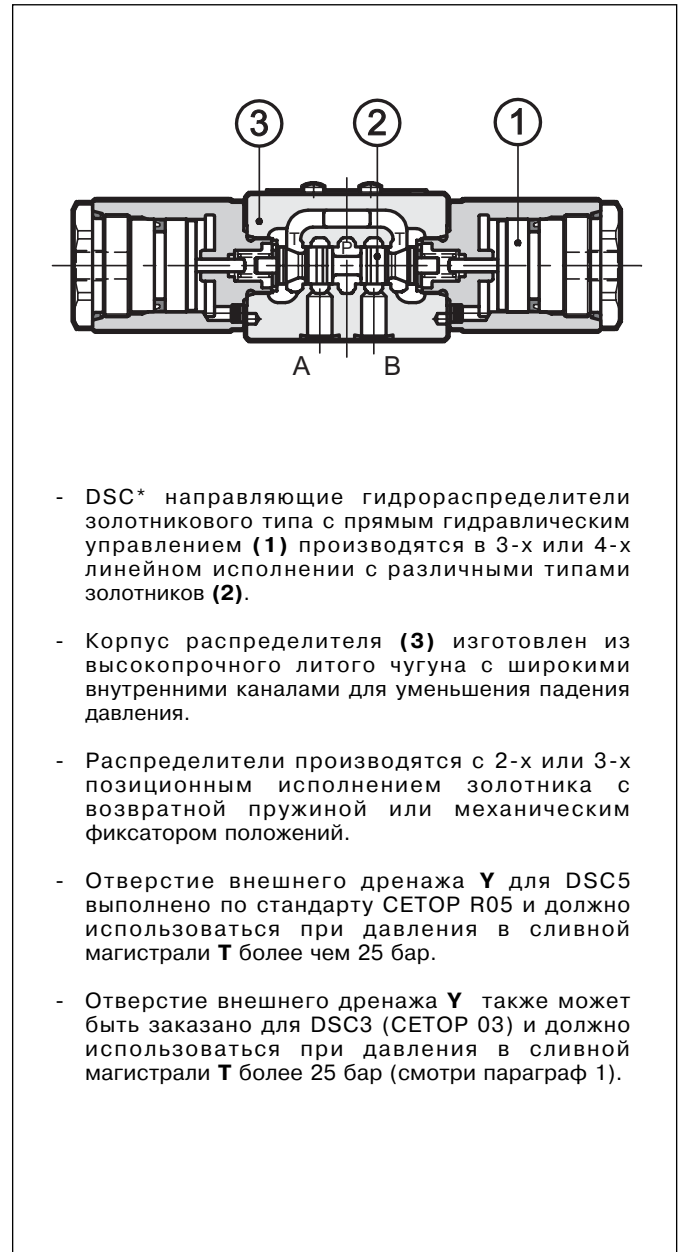 3 2 1
T P T
A B
- DSC* направляющие гидрораспределители
золотникового типа с прямым гидравлическим
управлением (1) производятся в 3-х или 4-х
линейном исполнении с различными типами
золотников (2).
- Корпус распределителя (3) изготовлен из
высокопрочного литого чугуна с широкими
внутренними каналами для уменьшения падения
давления.
- Распределители производятся с 2-х или 3-х
позиционным исполнением золотника с
возвратной пружиной или механическим
фиксатором положений.
- Отверстие внешнего дренажа Y для DSC5
выполнено по стандарту CETOP R05 и должно
использоваться при давления в сливной
магистрали T более чем 25 бар.
- Отверстие внешнего дренажа Y также может
быть заказано для DSC3 (CETOP 03) и должно
использоваться при давления в сливной
магистрали T более 25 бар (смотри параграф 1).